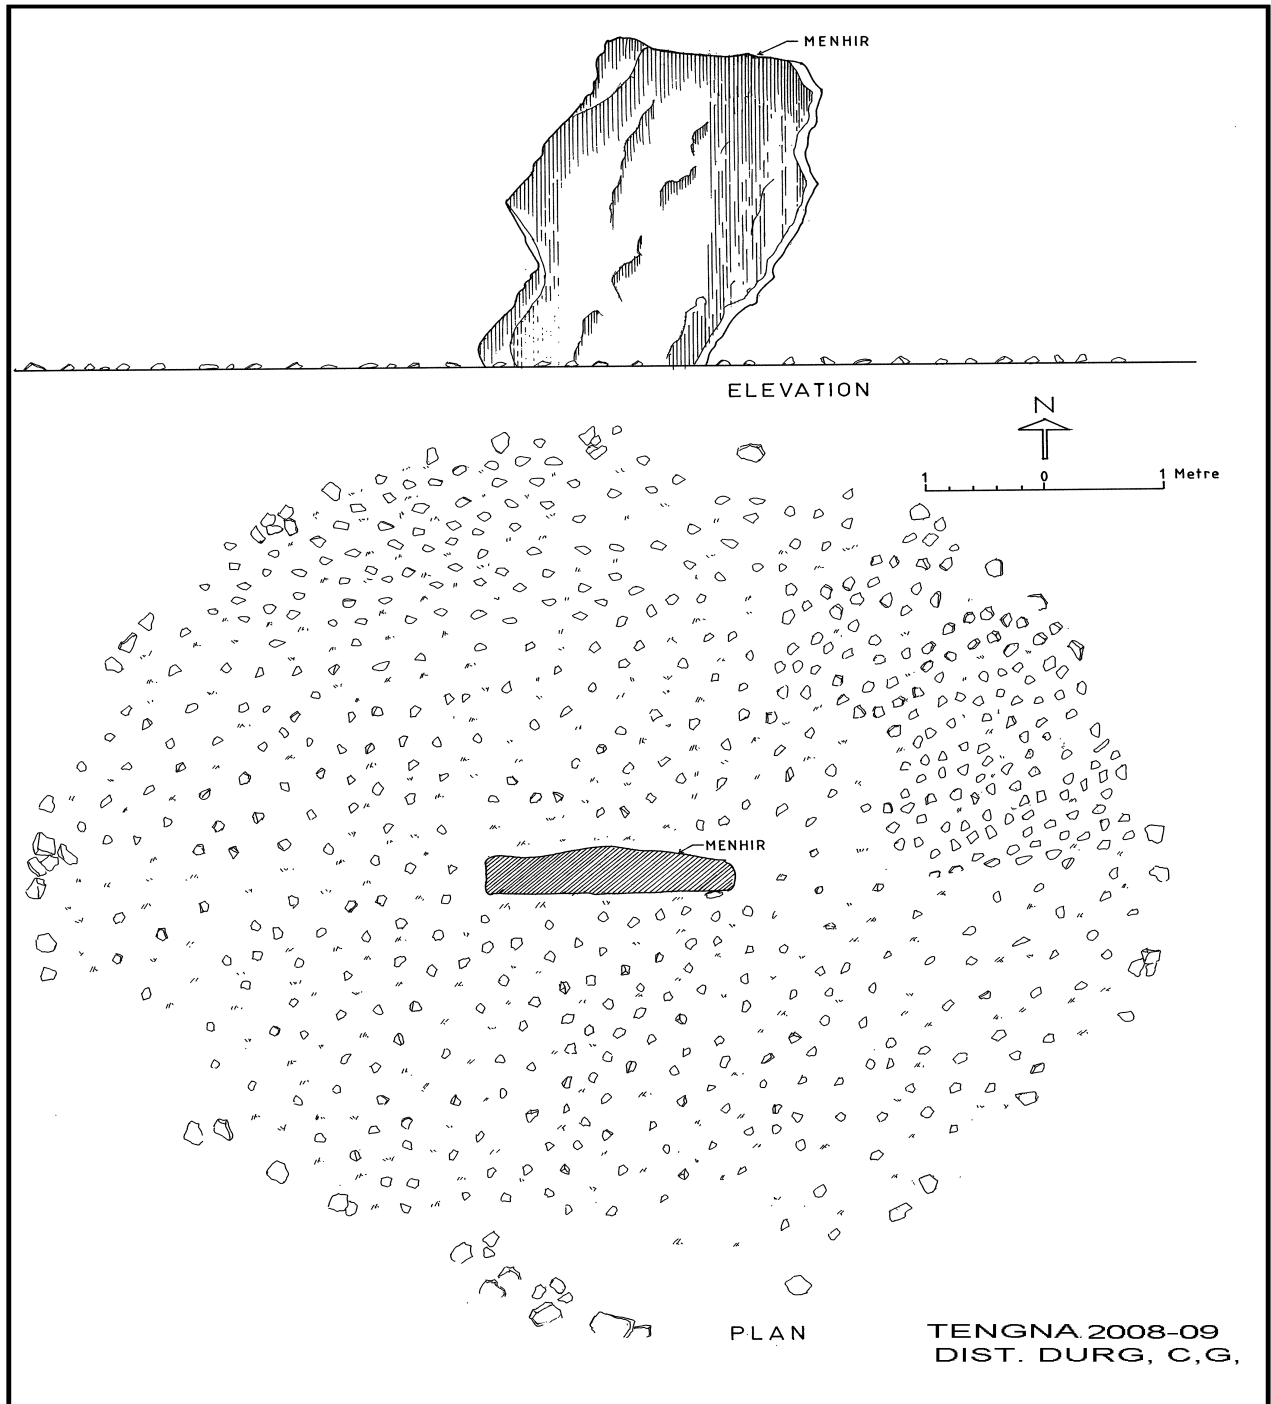 MENHIR
ELEVATION
N
1 0 1 Metre
MENHIR
PLAN
TENGNA 2008-09
DIST. DURG, C,G,